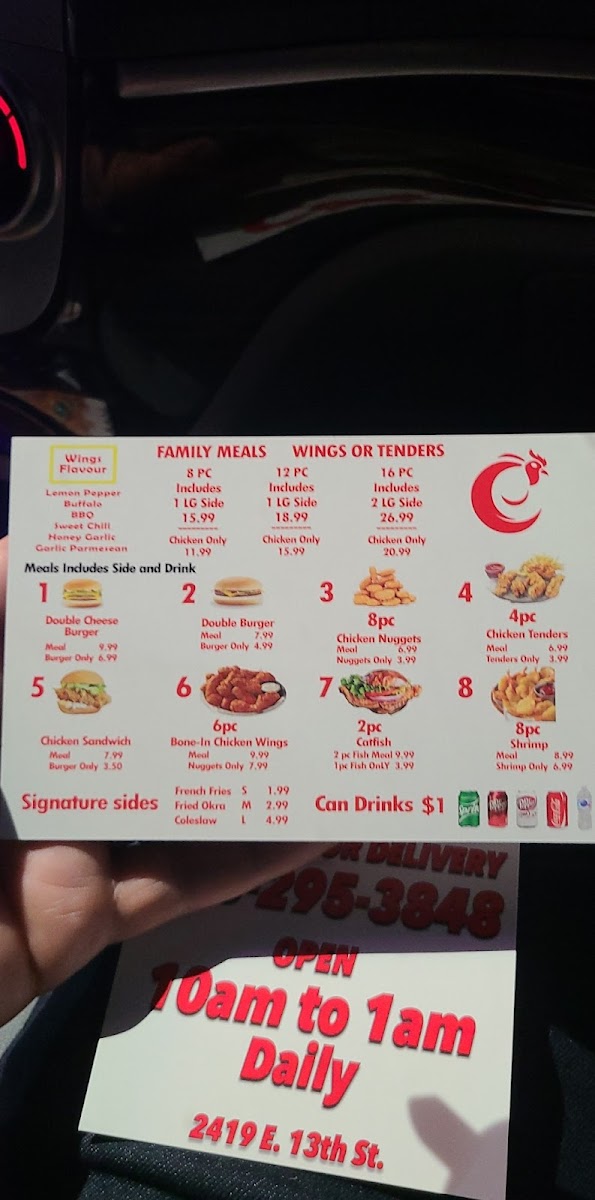 Wings
Flavour
Lemon Pepper
Buffalo
BBQ
Sweet Chill
Honey Garlic
Garlic Parmerean
FAMILY MEALS WINGS OR TENDERS
8 PC
Includes
1 LG Side
15.99
Chicken Only
11.99
12 PC
Includes
1 LG Side
18.99
Chicken Only
15.99
16 PC
Includes
2 LG Side
26.99
Chicken Only
20.99
Meals Includes Side and Drink
1
Double Cheese
Burger
Meal 9.99
Burger Only 6.99
2
Double Burger
Meal 7.99
Burger Only 4.99
3
8pc
Chicken Nuggets
Meal 6.99
Nuggets Only 3.99
4
4pc
Chicken Tenders
Meal 6.99
Tenders Only 3.99
5
Chicken Sandwich
Meal 7.99
Burger Only 3.50
6
6pc
Bone-In Chicken Wings
Meal 9.99
Nuggets Only 7.99
7
2pc
Catfish
2 pc Fish Meal 9.99
1pc Fish OnlY 3.99
8
8pc
Shrimp
Meal 8.99
Shrimp Only 6.99
Signature sides
French Fries S 1.99
Fried Okra M 2.99
Coleslaw L 4.99
Can Drinks $1
Sprite
DELIVERY
-295-3848
OPEN
10am to 1am
Daily
2419 E. 13th St.